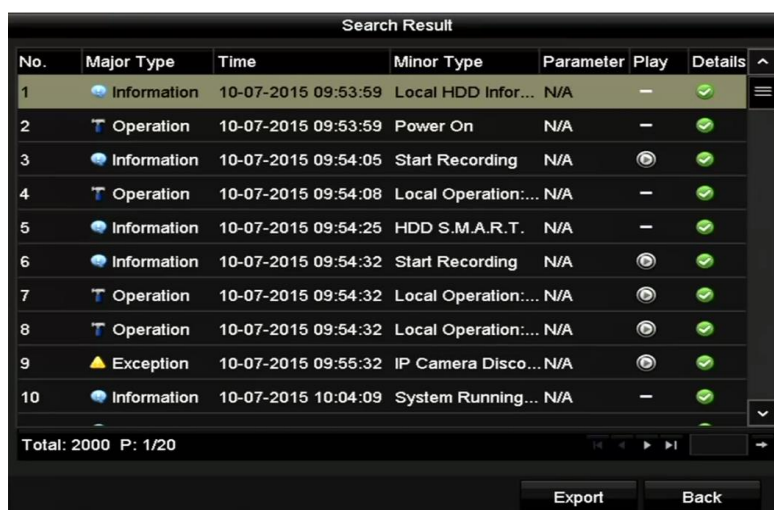 Search Result
No. Major Type Time Minor Type Parameter Play Details
1 Information 10-07-2015 09:53:59 Local HDD Infor... N/A –
2 Operation 10-07-2015 09:53:59 Power On N/A –
3 Information 10-07-2015 09:54:05 Start Recording N/A
4 Operation 10-07-2015 09:54:08 Local Operation:... N/A –
5 Information 10-07-2015 09:54:25 HDD S.M.A.R.T. N/A –
6 Information 10-07-2015 09:54:32 Start Recording N/A
7 Operation 10-07-2015 09:54:32 Local Operation:... N/A
8 Operation 10-07-2015 09:54:32 Local Operation:... N/A
9 Exception 10-07-2015 09:55:32 IP Camera Disco... N/A
10 Information 10-07-2015 10:04:09 System Running... N/A –
Total: 2000 P: 1/20
Export Back